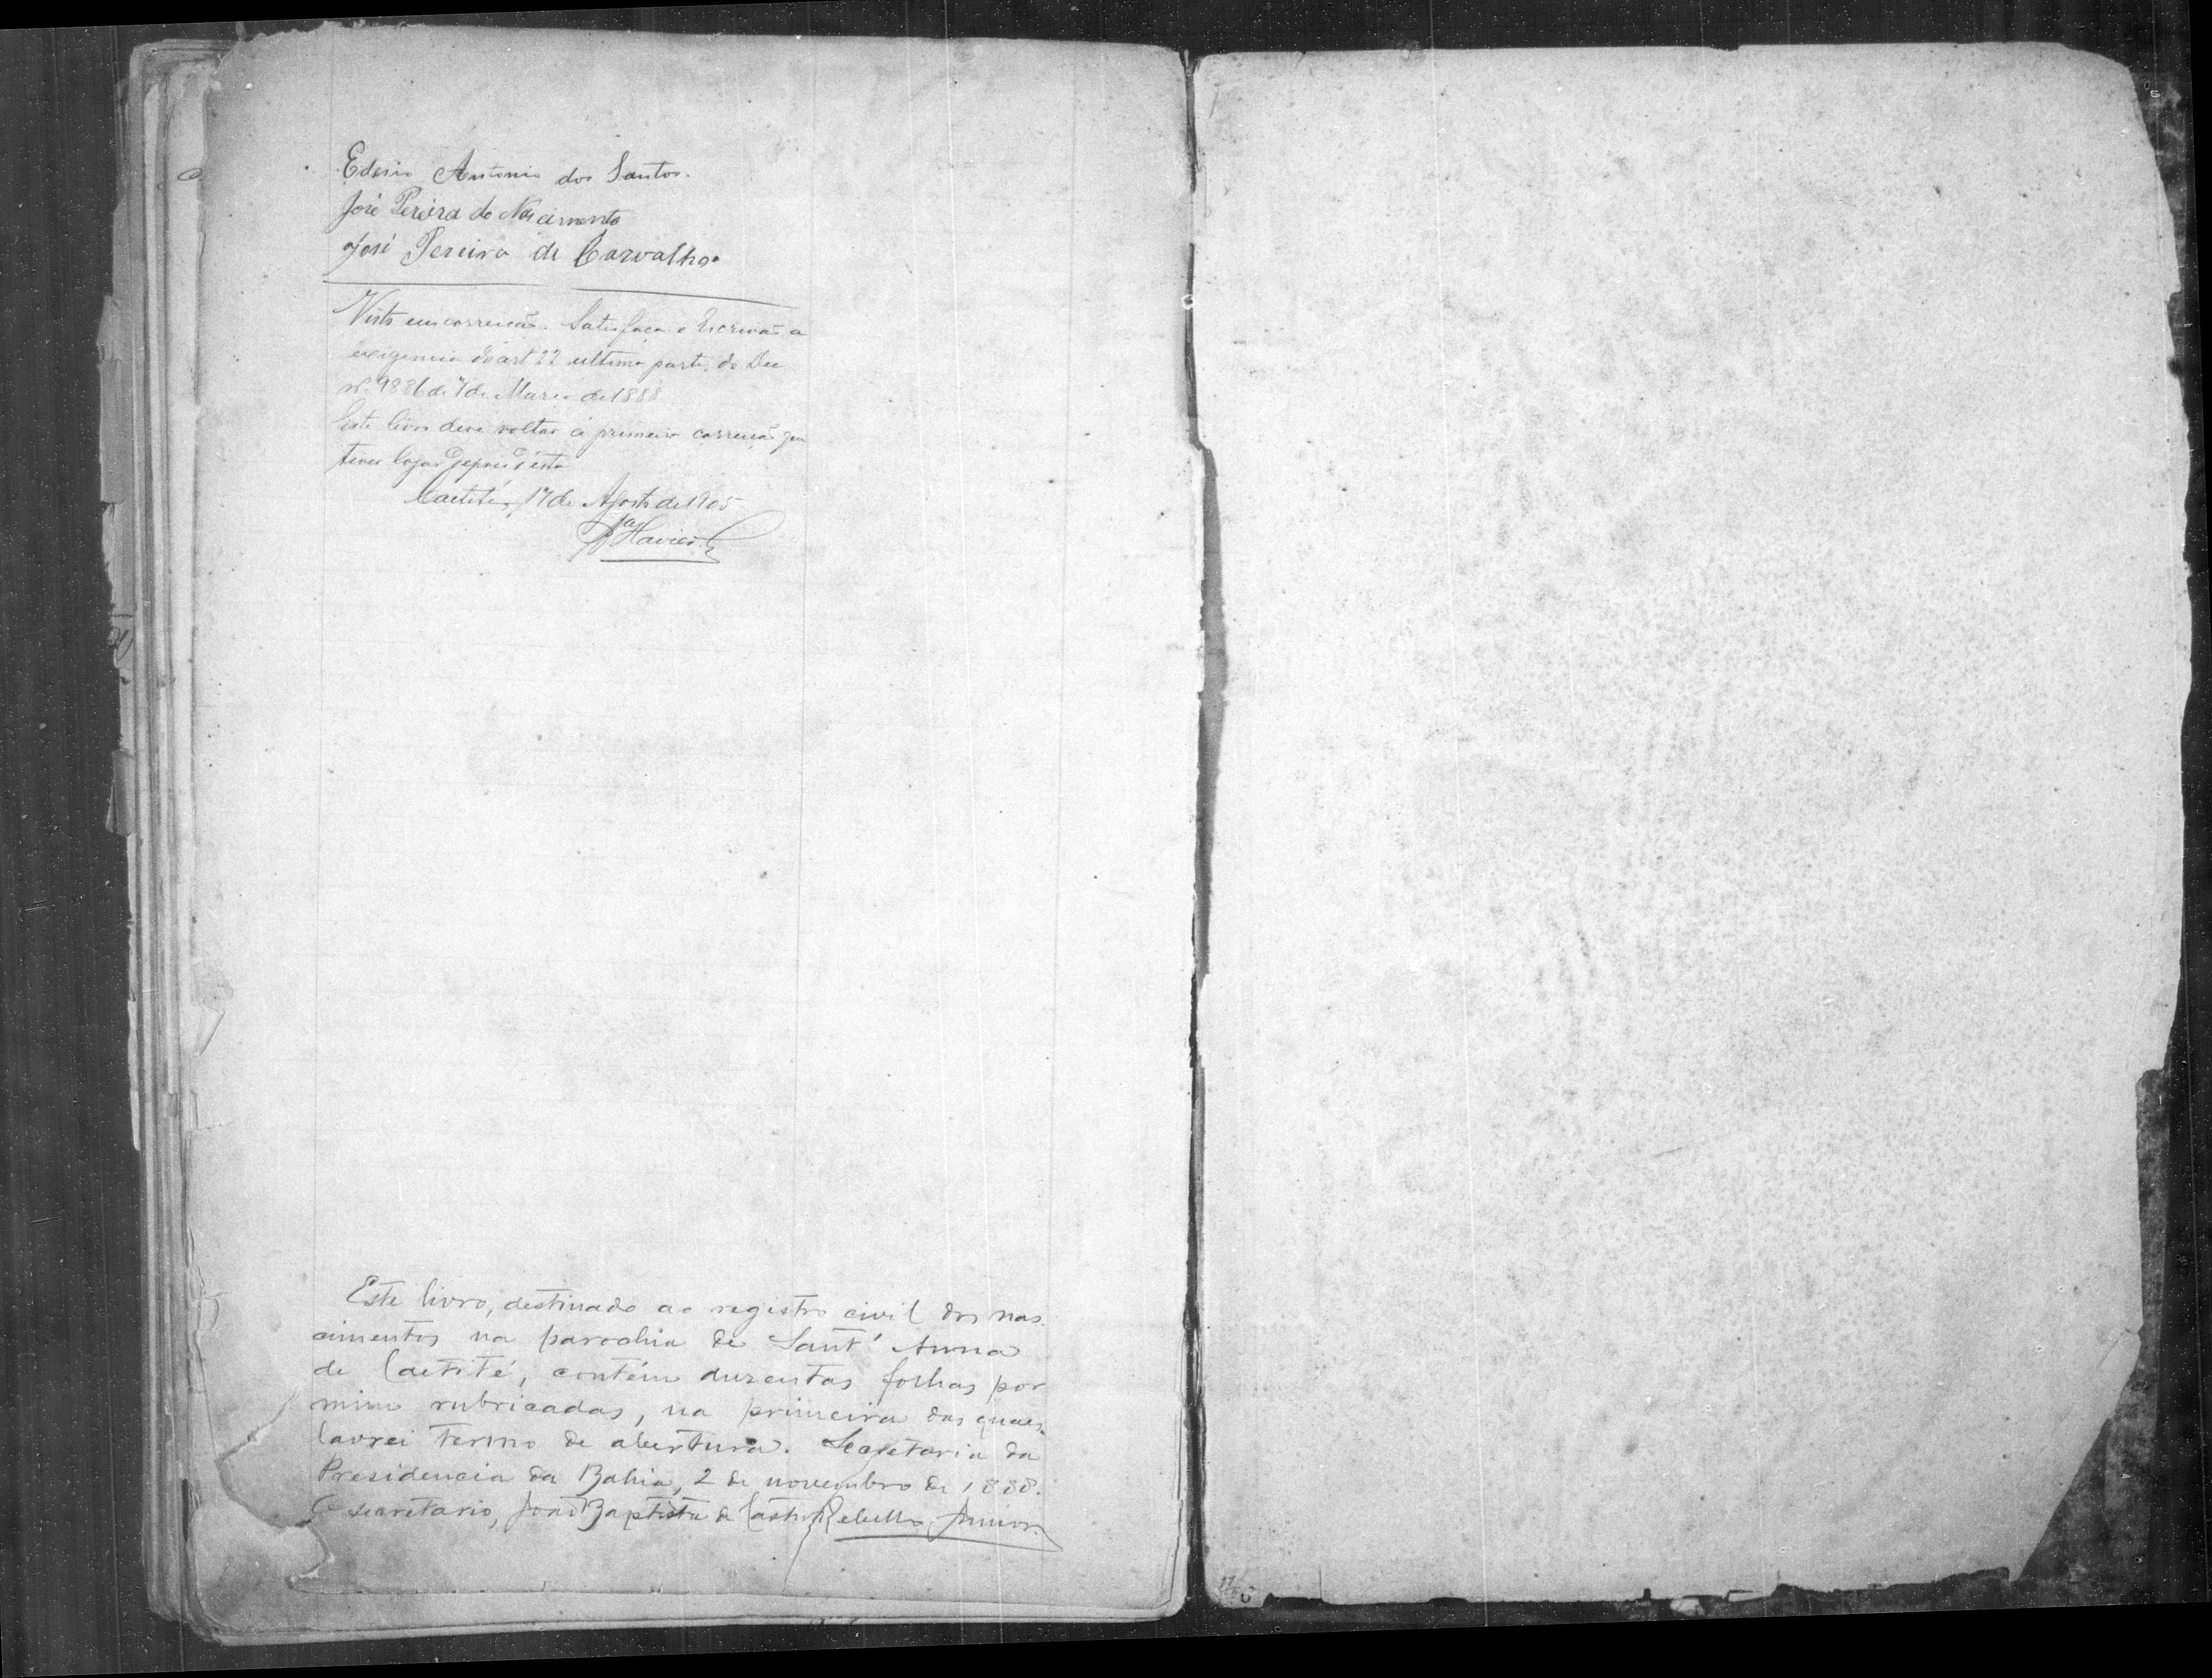 Ederio Antonio dos Santos.
José Pereira do Nascimento
José Pereira de Carvalho.
Visto em correição. Satisfaça o Escrivão a
exigencia do art 22 ultima parte, do Dec
nº 9886 de 7 de Março de 1888
Este livro deve voltar á primeira correição que
tiver logar depois d'esta
Caetité, 17 de Agosto de 1905
Este livro, destinado ao registro civil dos nas-
cimentos na parochia de Sant'Anna
de Caetité, contém duzentas folhas por
mim rubricadas, na primeira das quaes
lavrei termo de abertura. Secretaria da
Presidencia da Bahia, 2 de novembro de 1888.
O secretario, João Baptista de Castro Rebello Junior